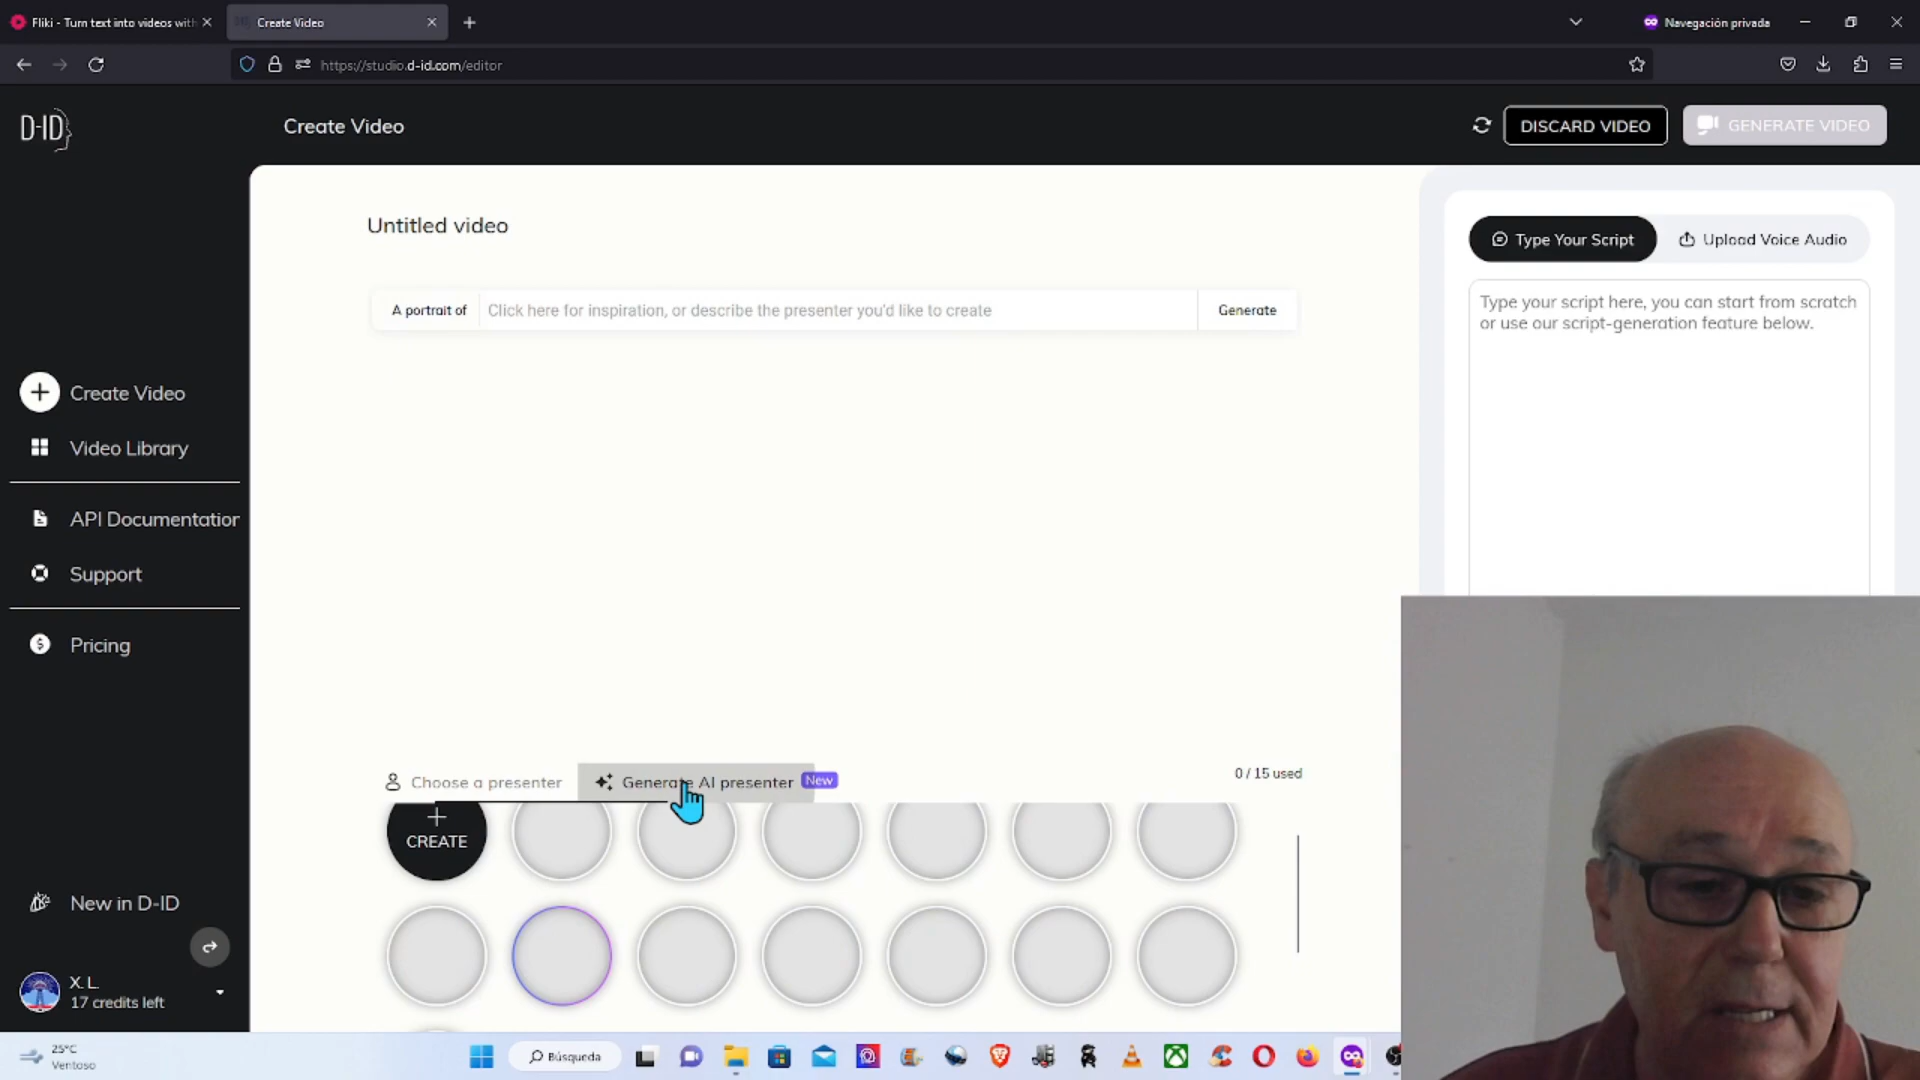 Fliki - Turn text into videos with
Create Video
Navegación privada
https://studio.d-id.com/editor
D-ID
Create Video
DISCARD VIDEO
GENERATE VIDEO
Untitled video
Type Your Script
Upload Voice Audio
A portrait of
Click here for inspiration, or describe the presenter you'd like to create
Generate
Type your script here, you can start from scratch
or use our script-generation feature below.
Create Video
Video Library
API Documentation
Support
Pricing
Choose a presenter
Generate AI presenter
New
0 / 15 used
CREATE
New in D-ID
X. L.
17 credits left
25°C
Ventoso
Búsqueda